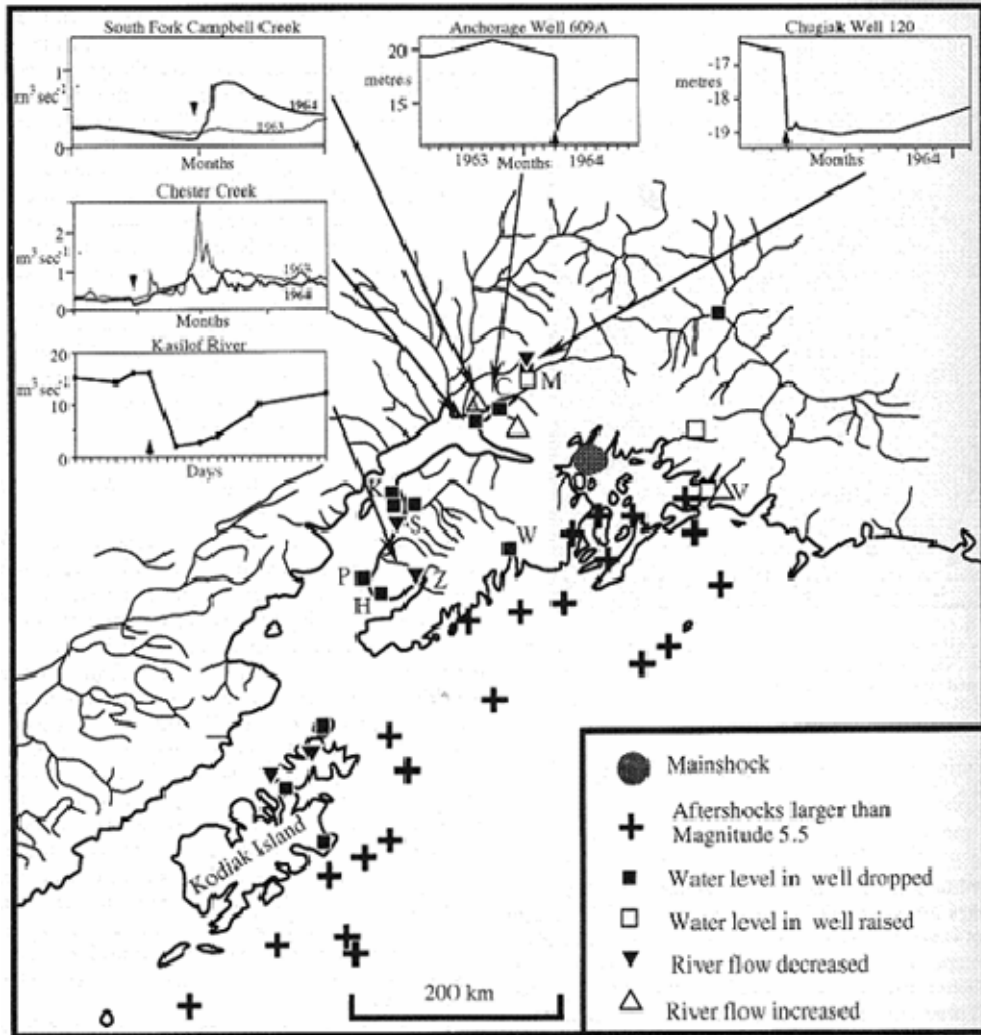 South Fork Campbell Creek
1
m³ sec⁻¹
0
1964
1963
Months
Anchorage Well 609A
20
metres
15
1963 Months 1964
Chugiak Well 120
-16
-17
metres
-18
-19
Months 1964
Chester Creek
2
m³ sec⁻¹
1
0
1963
1964
Months
Kasilof River
20
m³ sec⁻¹
10
0
Days
C
M
K
S
V
W
P
Z
H
Kodiak Island
200 km
Mainshock
Aftershocks larger than
Magnitude 5.5
Water level in well dropped
Water level in well raised
River flow decreased
River flow increased